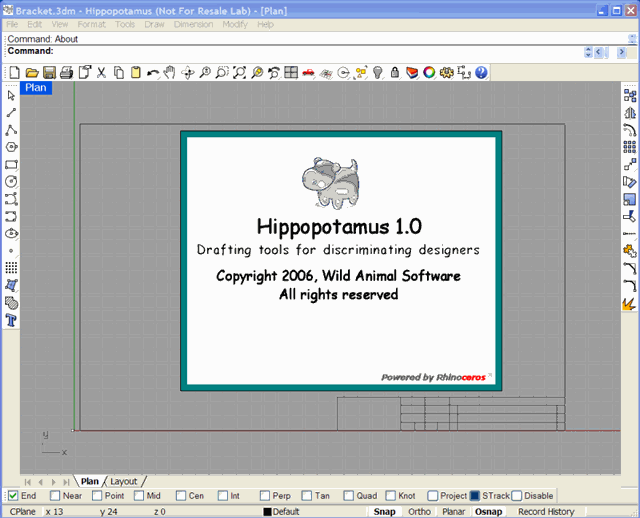 Bracket.3dm - Hippopotamus (Not For Resale Lab) - [Plan]
File Edit View Format Tools Draw Dimension Modify Help
Command: About
Command:
Plan
Hippopotamus 1.0
Drafting tools for discriminating designers
Copyright 2006, Wild Animal Software
All rights reserved
Powered by Rhinoceros
y
x
Plan Layout
End Near Point Mid Cen Int Perp Tan Quad Knot Project STrack Disable
CPlane x 13 y 24 z 0 Default Snap Ortho Planar Osnap Record History